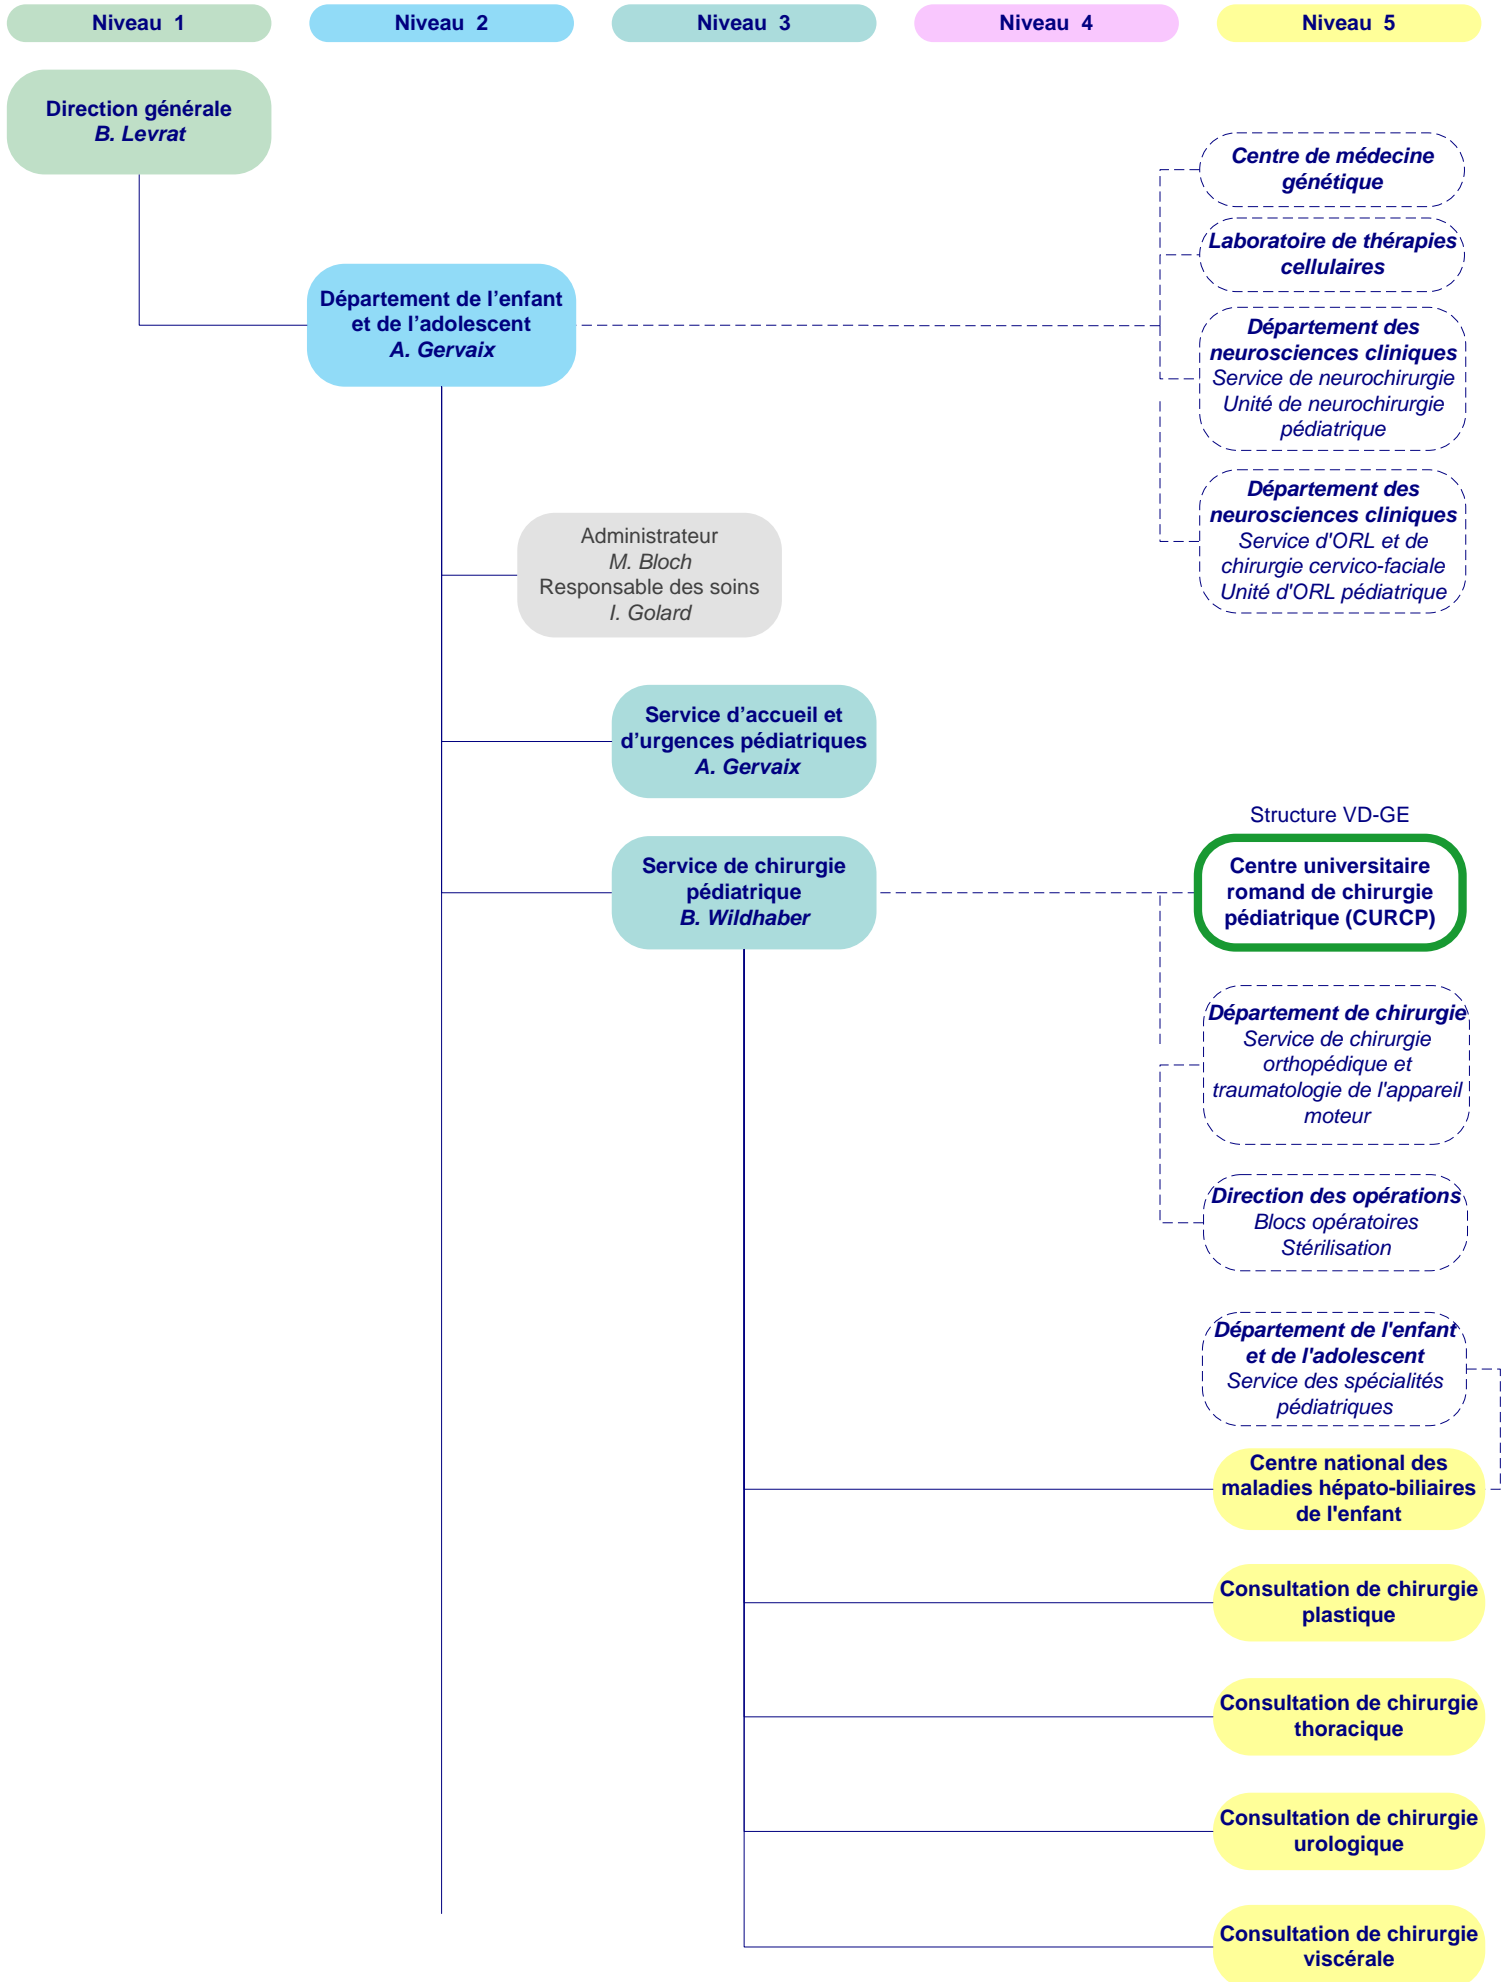 Niveau  1
Niveau  2
Niveau  3
Niveau  4
Niveau  5
Direction générale
B. Levrat
Centre de médecine
génétique
Laboratoire de thérapies
cellulaires
Département de l’enfant
et de l’adolescent
A. Gervaix
Département des
neurosciences cliniques
Service de neurochirurgie
Unité de neurochirurgie
pédiatrique
Département des
neurosciences cliniques
Service d'ORL et de
chirurgie cervico-faciale
Unité d'ORL pédiatrique
Administrateur
M. Bloch
Responsable des soins
I. Golard
Service d’accueil et
d’urgences pédiatriques
A. Gervaix
Structure VD-GE
Service de chirurgie
pédiatrique
B. Wildhaber
Centre universitaire
romand de chirurgie
pédiatrique (CURCP)
Département de chirurgie
Service de chirurgie
orthopédique et
traumatologie de l'appareil
moteur
Direction des opérations
Blocs opératoires
Stérilisation
Département de l'enfant
et de l'adolescent
Service des spécialités
pédiatriques
Centre national des
maladies hépato-biliaires
de l'enfant
Consultation de chirurgie
plastique
Consultation de chirurgie
thoracique
Consultation de chirurgie
urologique
Consultation de chirurgie
viscérale